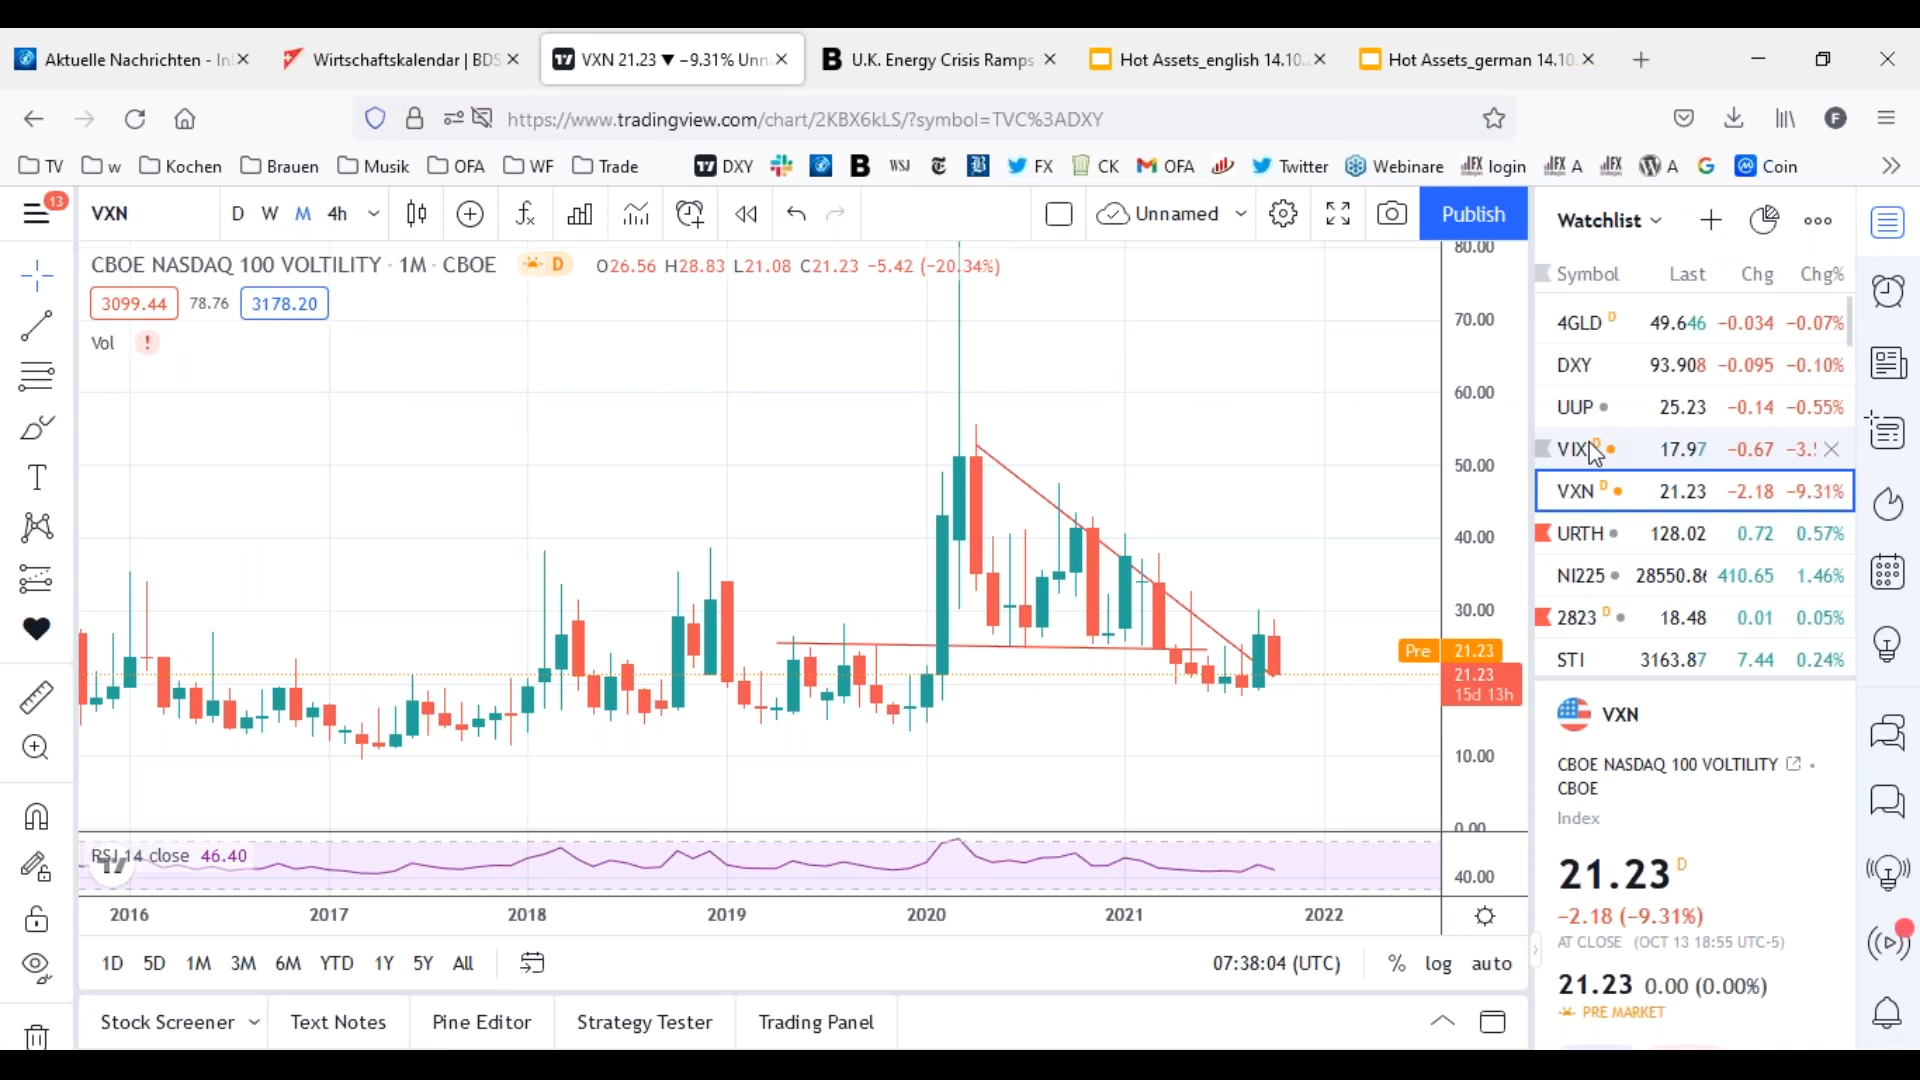 Aktuelle Nachrichten - In
Wirtschaftskalendar | BDS
VXN 21.23 ▼ −9.31% Unn
U.K. Energy Crisis Ramps
Hot Assets_english 14.10.
Hot Assets_german 14.10.
https://www.tradingview.com/chart/2KBX6kLS/?symbol=TVC%3ADXY
F
TV w Kochen Brauen Musik OFA WF Trade DXY B WSJ FX CK OFA Twitter Webinare login A A G Coin
13
VXN D W M 4h Unnamed Publish
CBOE NASDAQ 100 VOLTILITY · 1M · CBOE D O26.56 H28.83 L21.08 C21.23 −5.42 (−20.34%)
3099.44 78.76 3178.20
Vol !
80.00
70.00
60.00
50.00
40.00
30.00
Pre 21.23
21.23
15d 13h
10.00
0.00
RSI 14 close 46.40
40.00
2016 2017 2018 2019 2020 2021 2022
1D 5D 1M 3M 6M YTD 1Y 5Y All 07:38:04 (UTC) % log auto
Stock Screener Text Notes Pine Editor Strategy Tester Trading Panel
Watchlist
Symbol Last Chg Chg%
4GLD D 49.646 −0.034 −0.07%
DXY 93.908 −0.095 −0.10%
UUP 25.23 −0.14 −0.55%
VIX D 17.97 −0.67 −3.
VXN D 21.23 −2.18 −9.31%
URTH 128.02 0.72 0.57%
NI225 28550.86 410.65 1.46%
2823 D 18.48 0.01 0.05%
STI 3163.87 7.44 0.24%
VXN
CBOE NASDAQ 100 VOLTILITY
CBOE
Index
21.23 D
−2.18 (−9.31%)
AT CLOSE (OCT 13 18:55 UTC-5)
21.23 0.00 (0.00%)
PRE MARKET